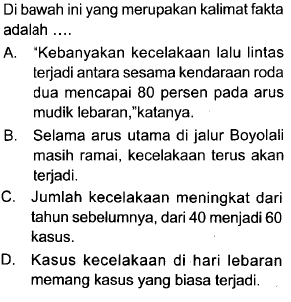 Di bawah ini yang merupakan kalimat fakta
adalah ....
A. "Kebanyakan kecelakaan lalu lintas
terjadi antara sesama kendaraan roda
dua mencapai 80 persen pada arus
mudik lebaran,"katanya.
B. Selama arus utama di jalur Boyolali
masih ramai, kecelakaan terus akan
terjadi.
C. Jumlah kecelakaan meningkat dari
tahun sebelumnya, dari 40 menjadi 60
kasus.
D. Kasus kecelakaan di hari lebaran
memang kasus yang biasa terjadi.